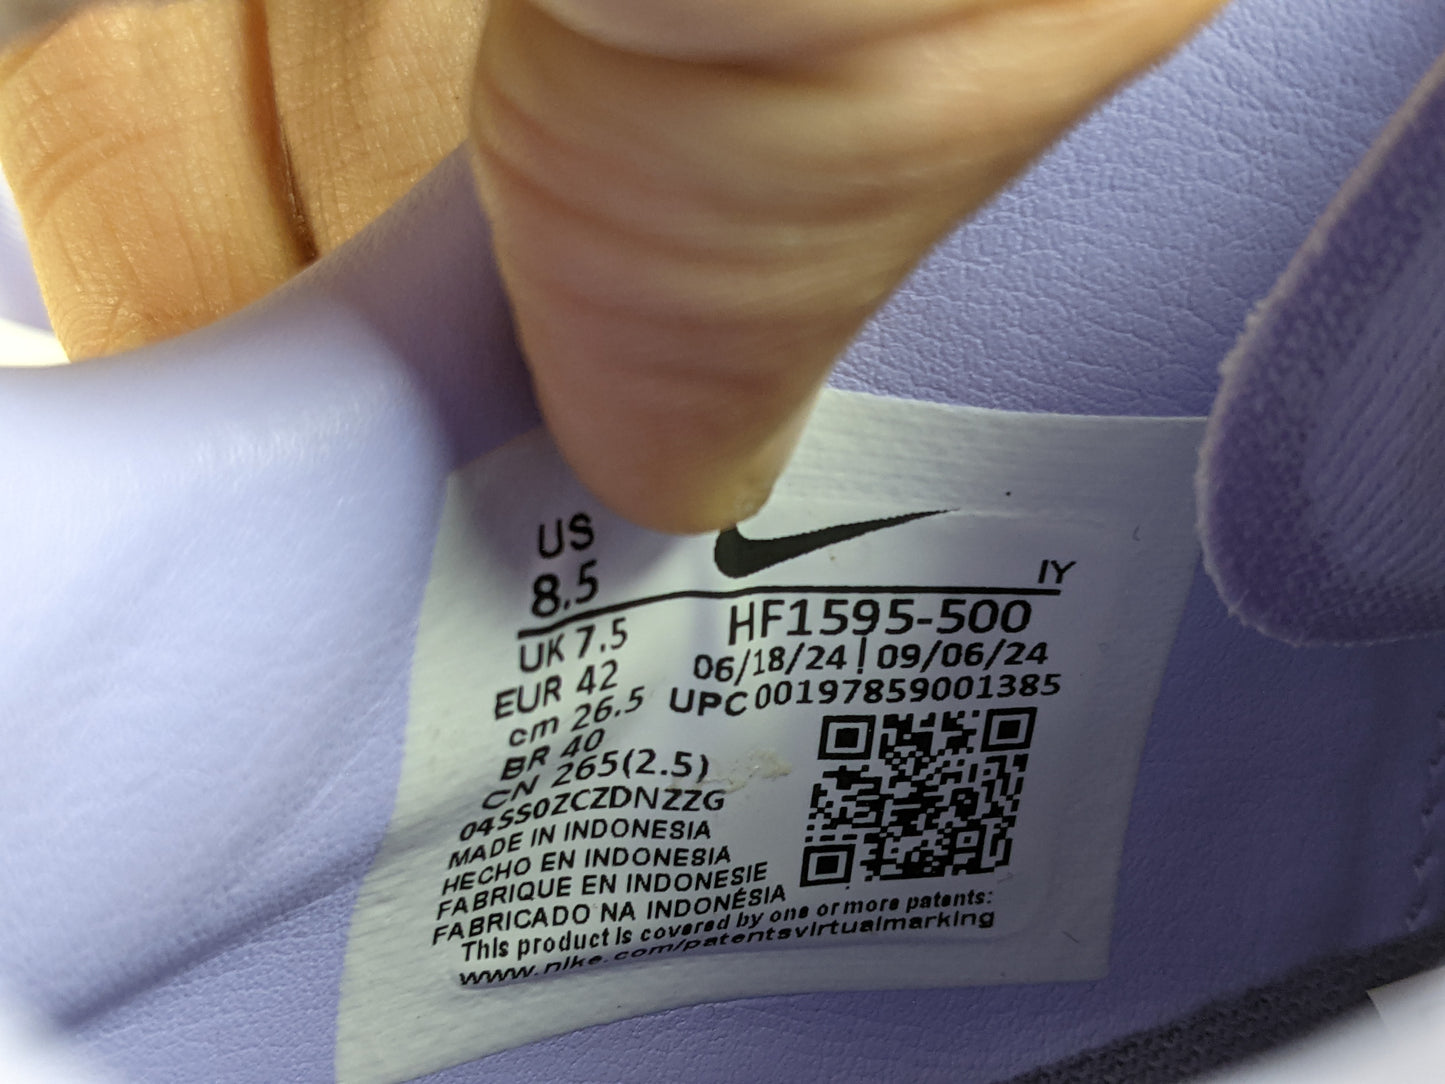 US
8.5
UK 7.5
EUR 42
cm 26.5
BR 40
CN 265(2.5)
04SS0ZCZDNZZG
MADE IN INDONESIA
HECHO EN INDONESIA
FABRIQUE EN INDONESIE
FABRICADO NA INDONÉSIA
This product is covered by one or more patents:
www.nike.com/patentsvirtualmarking
IY
HF1595-500
06/18/24|09/06/24
UPC00197859001385